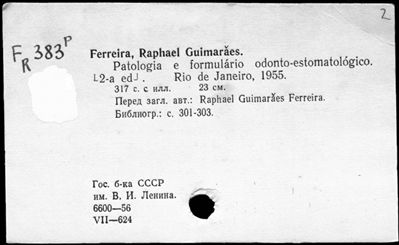 2
F 383ᵖ
R
Ferreira, Raphael Guimarães.
Patologia e formulário odonto-estomatológico.
[2-a ed]. Rio de Janeiro, 1955.
317 с. с илл. 23 см.
Перед загл. авт.: Raphael Guimarães Ferreira.
Библиогр.: с. 301-303.
Гос. б-ка СССР
им. В. И. Ленина.
6600—56
VII—624